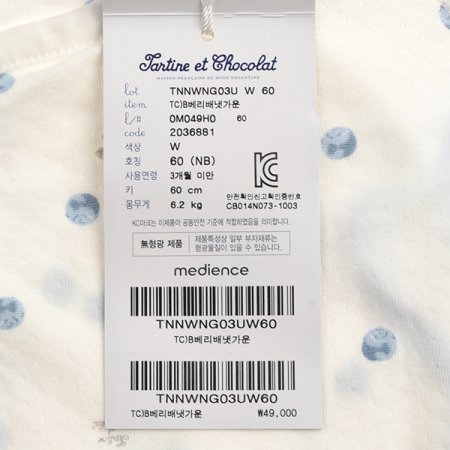 Tartine et Chocolat
MAISON FRANÇAISE DE MODE ENFANTINE
lot TNNWNG03U W 60
item TC)B베리배냇가운
l/# 0M049H0 60
code 2036881
색상 W
호칭 60 (NB)
사용연령 3개월 미만
키 60 cm
몸무게 6.2 kg
안전확인신고확인증번호
CB014N073-1003
KC마크는 이제품이 공통안전 기준에 적합하였음을 의미합니다.
無형광 제품
제품특성상 일부 부자재류는
형광물질이 있을 수 있습니다.
medience
TNNWNG03UW60
TC)B베리배냇가운
TNNWNG03UW60
TC)B베리배냇가운 ₩49,000